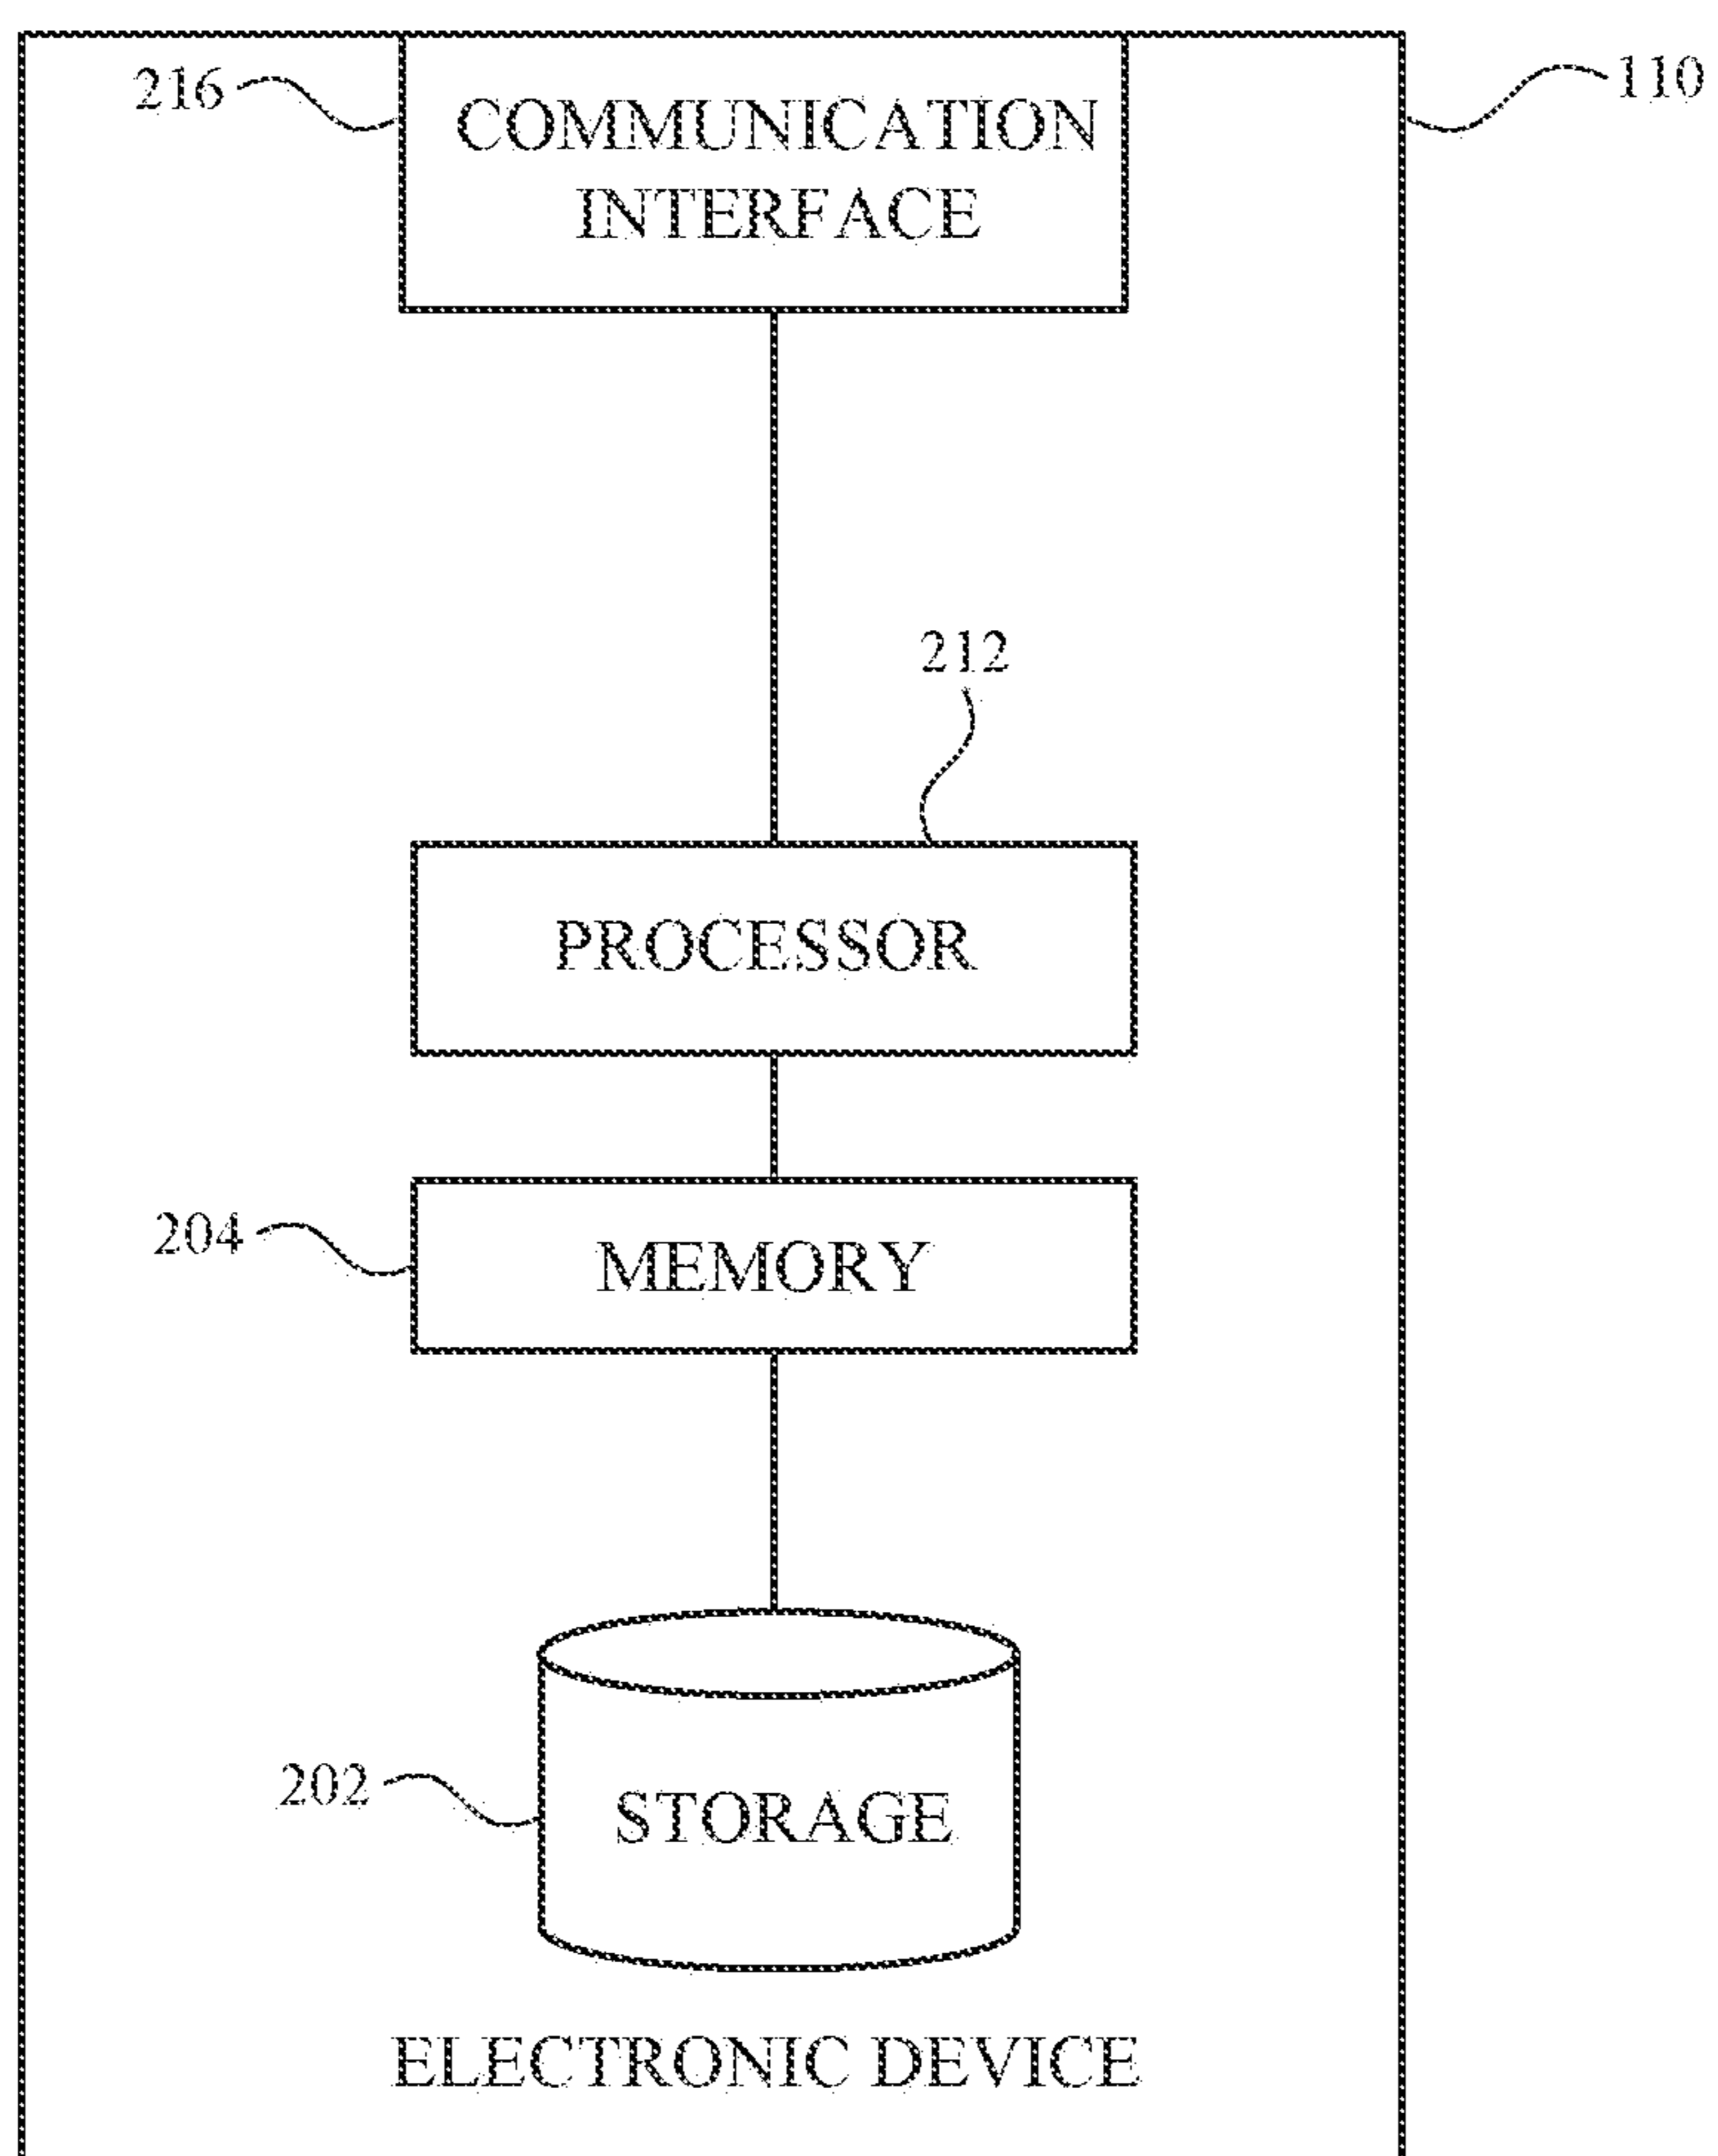 216
COMMUNICATION
INTERFACE
110
212
PROCESSOR
204
MEMORY
202
STORAGE
ELECTRONIC DEVICE